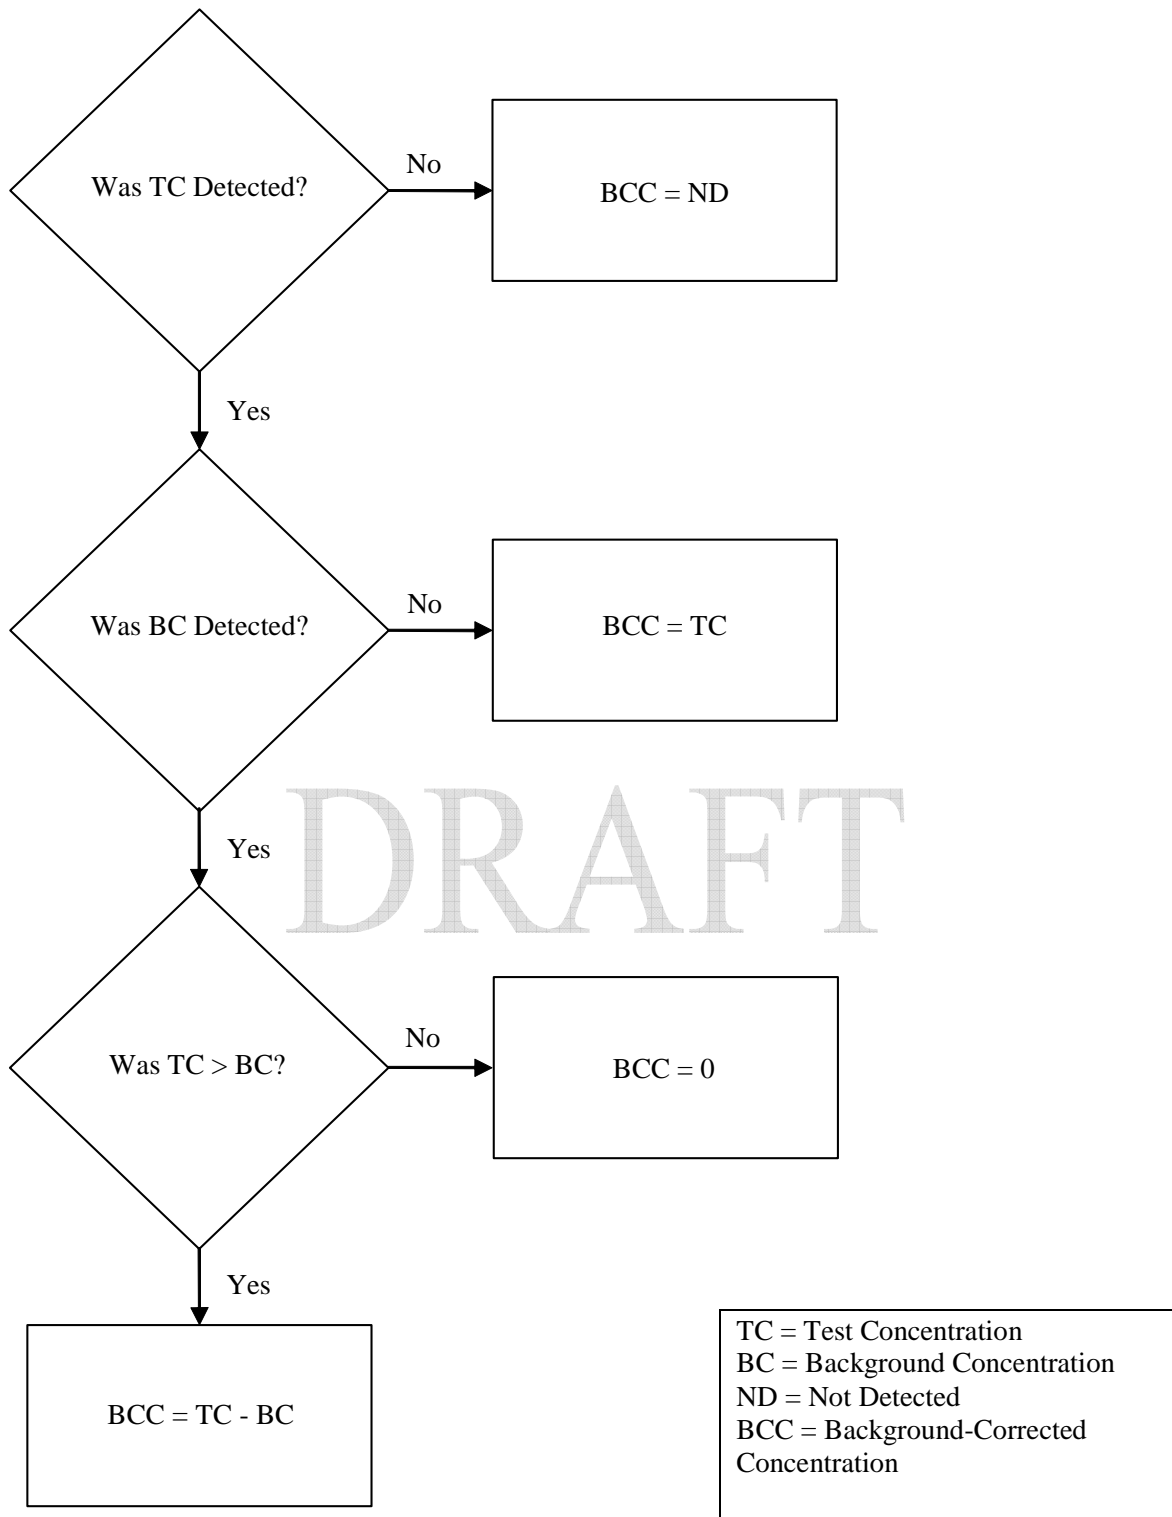 Was TC Detected?
No
BCC = ND
Yes
Was BC Detected?
No
BCC = TC
DRAFT
Yes
Was TC > BC?
No
BCC = 0
Yes
BCC = TC - BC
TC = Test Concentration
BC = Background Concentration
ND = Not Detected
BCC = Background-Corrected
Concentration